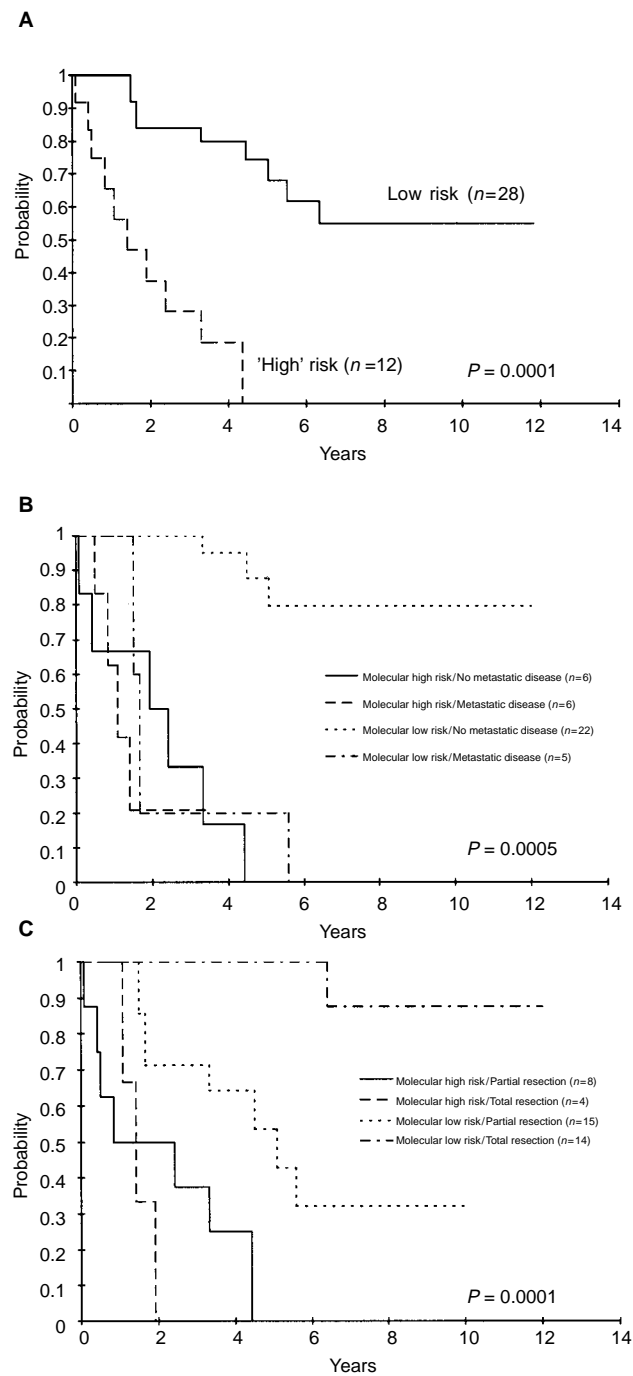 A
1
0.9
0.8
0.7
0.6
0.5
0.4
0.3
0.2
0.1
Probability
Low risk (n=28)
'High' risk (n=12)
P = 0.0001
0 2 4 6 8 10 12 14
Years
B
1
0.9
0.8
0.7
0.6
0.5
0.4
0.3
0.2
0.1
0
Probability
Molecular high risk/No metastatic disease (n=6)
Molecular high risk/Metastatic disease (n=6)
Molecular low risk/No metastatic disease (n=22)
Molecular low risk/Metastatic disease (n=5)
P = 0.0005
0 2 4 6 8 10 12 14
Years
C
1
0.9
0.8
0.7
0.6
0.5
0.4
0.3
0.2
0.1
0
Probability
Molecular high risk/Partial resection (n=8)
Molecular high risk/Total resection (n=4)
Molecular low risk/Partial resection (n=15)
Molecular low risk/Total resection (n=14)
P = 0.0001
0 2 4 6 8 10 12 14
Years